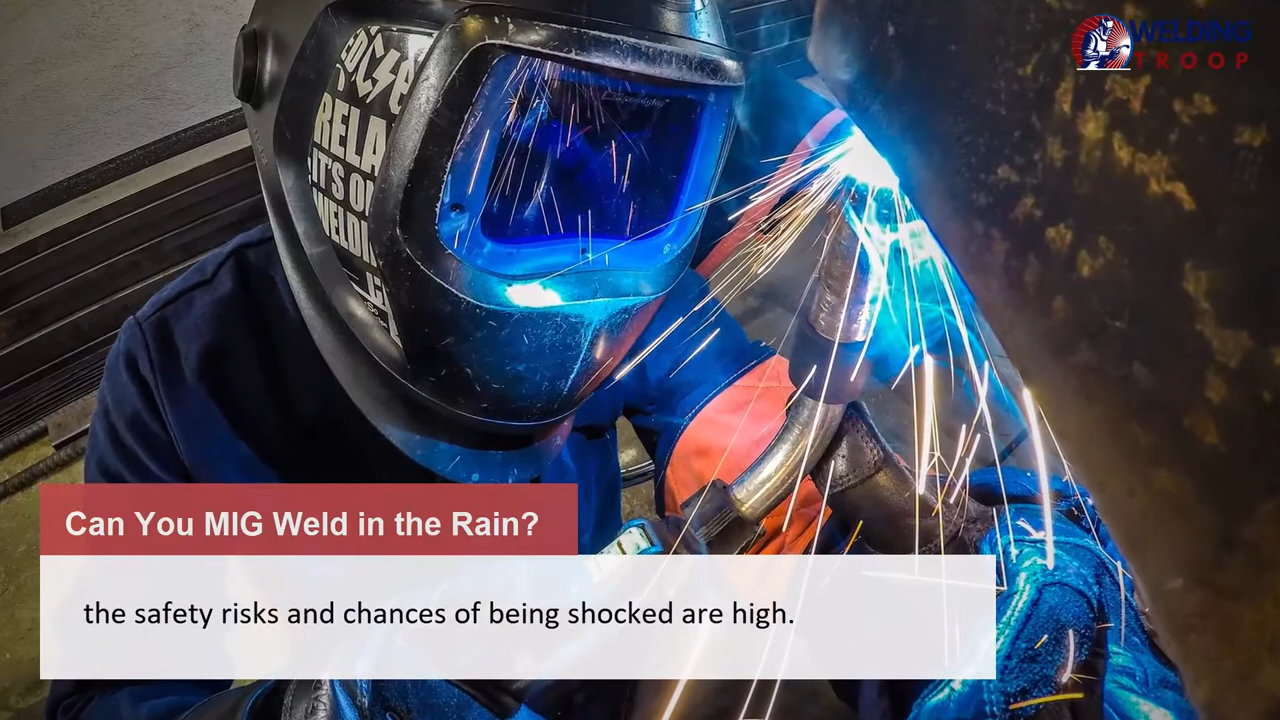 WELDING
TROOP
RELA
IT'S O
WELDI
Can You MIG Weld in the Rain?
the safety risks and chances of being shocked are high.